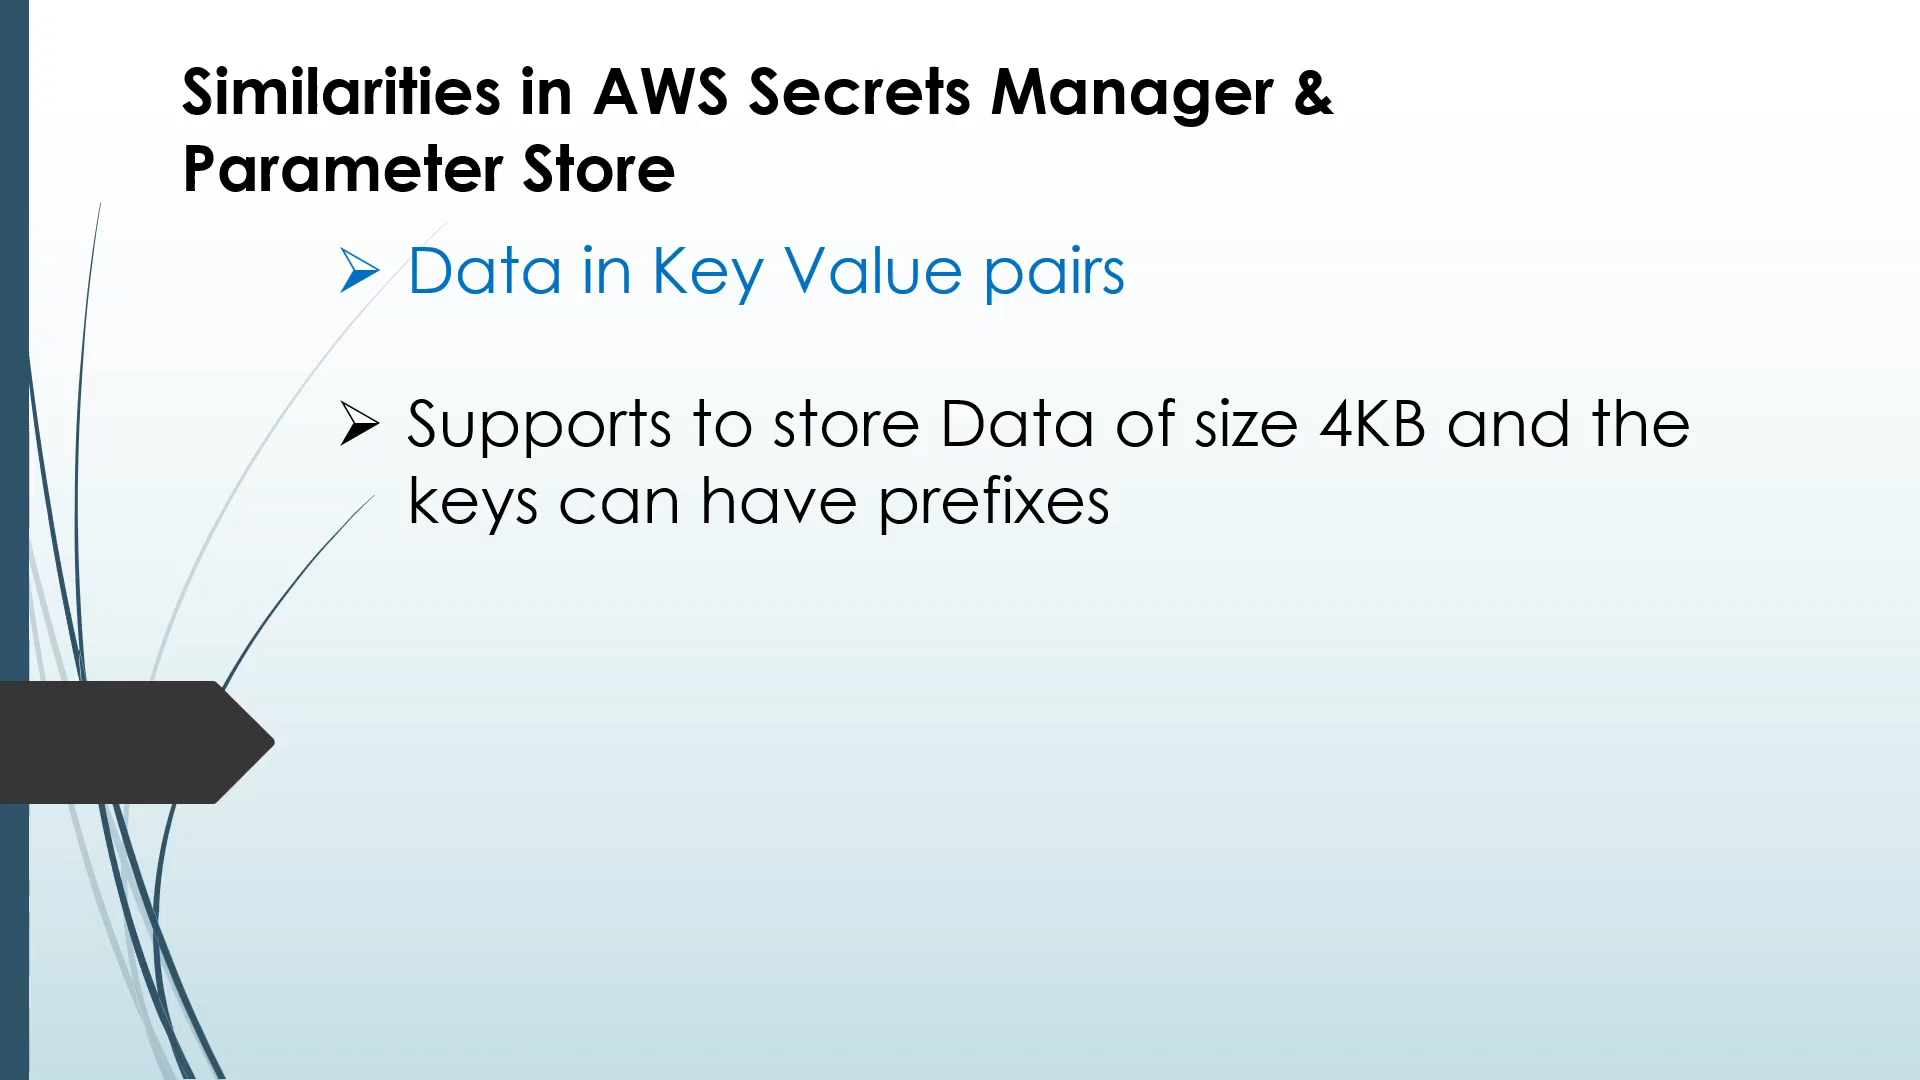 Similarities in AWS Secrets Manager &
Parameter Store
Data in Key Value pairs
Supports to store Data of size 4KB and the
keys can have prefixes